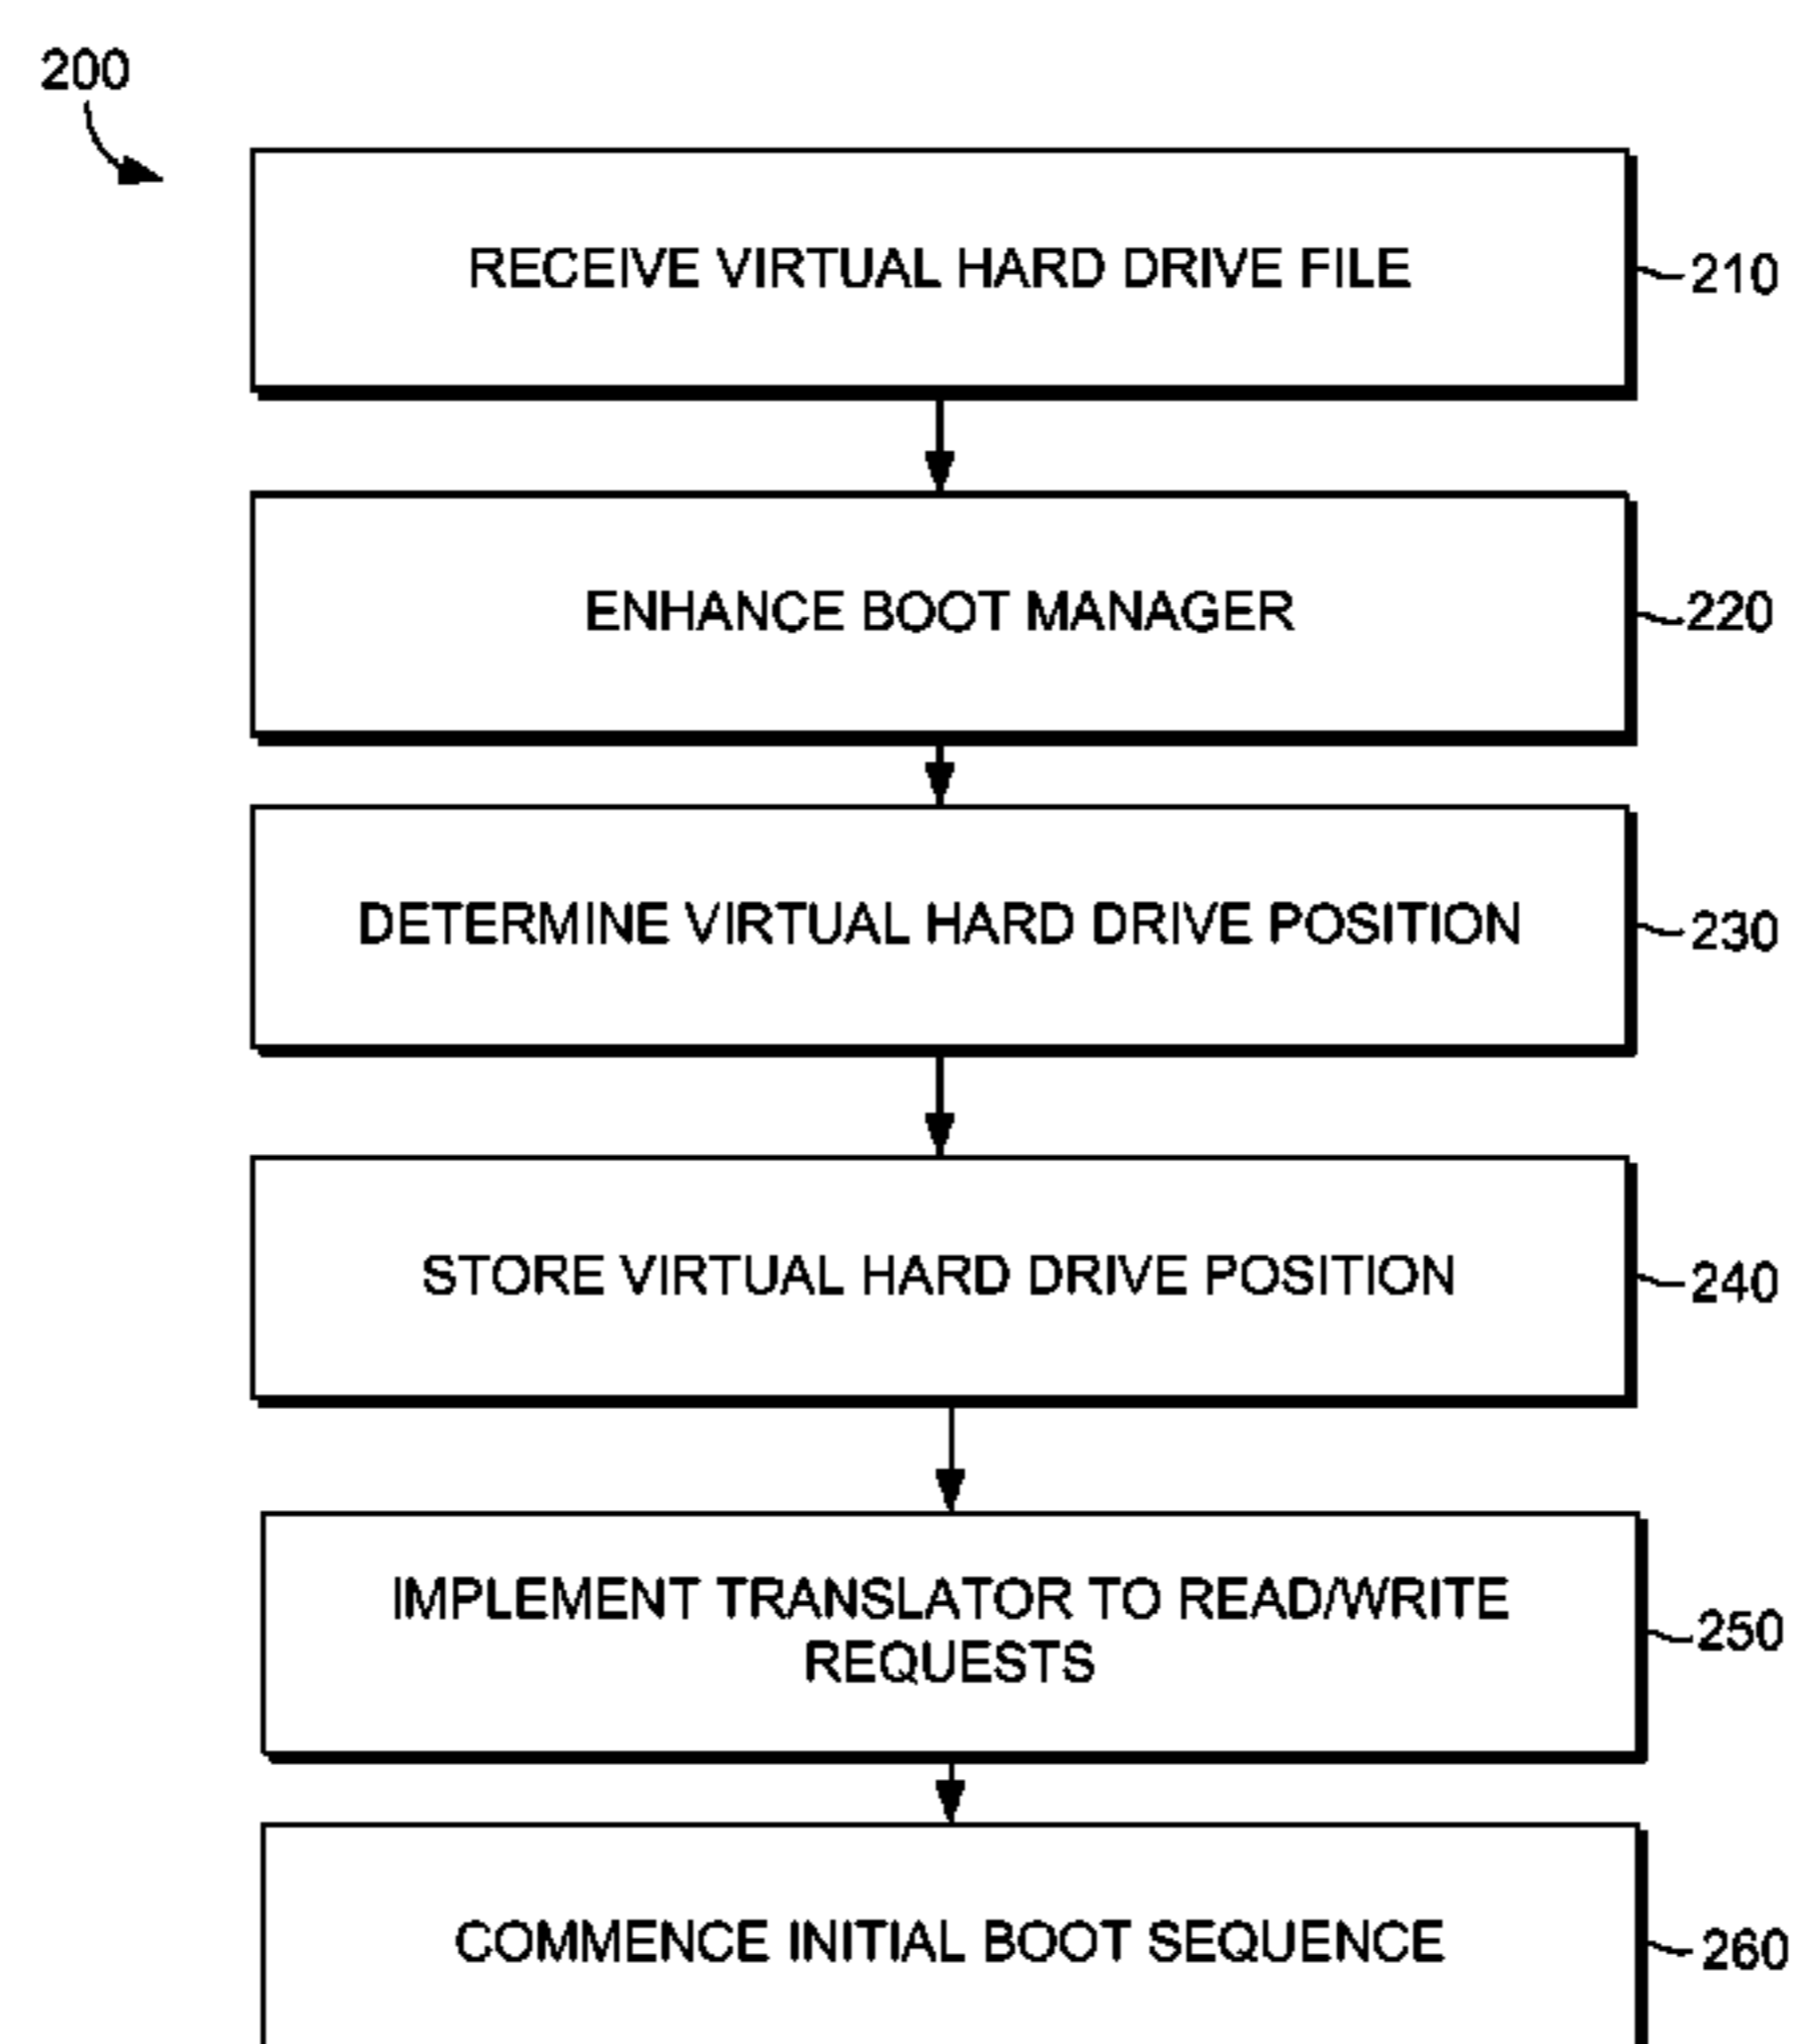 200
RECEIVE VIRTUAL HARD DRIVE FILE
210
ENHANCE BOOT MANAGER
220
DETERMINE VIRTUAL HARD DRIVE POSITION
230
STORE VIRTUAL HARD DRIVE POSITION
240
IMPLEMENT TRANSLATOR TO READ/WRITE
REQUESTS
250
COMMENCE INITIAL BOOT SEQUENCE
260